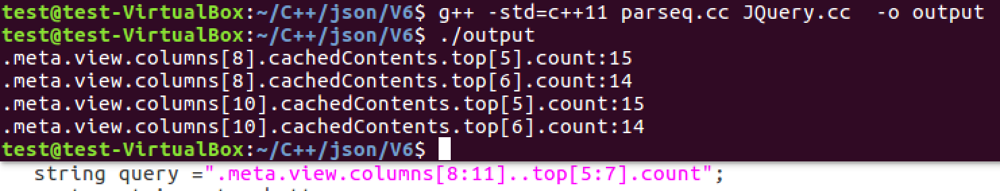 test@test-VirtualBox:~/C++/json/V6$ g++ -std=c++11 parseq.cc JQuery.cc  -o output
test@test-VirtualBox:~/C++/json/V6$ ./output
.meta.view.columns[8].cachedContents.top[5].count:15
.meta.view.columns[8].cachedContents.top[6].count:14
.meta.view.columns[10].cachedContents.top[5].count:15
.meta.view.columns[10].cachedContents.top[6].count:14
test@test-VirtualBox:~/C++/json/V6$
string query =".meta.view.columns[8:11]..top[5:7].count";